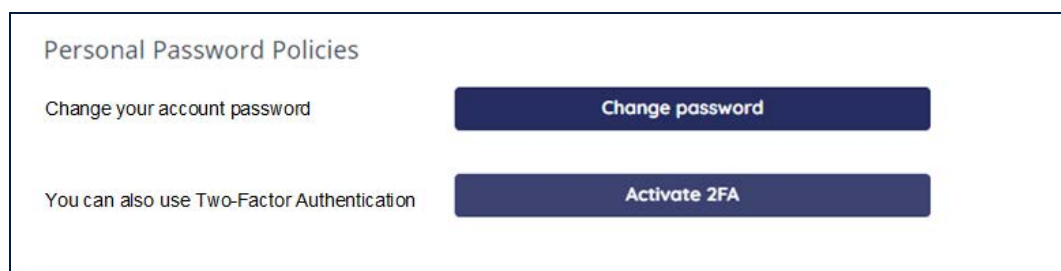 Personal Password Policies
Change your account password
Change password
You can also use Two-Factor Authentication
Activate 2FA